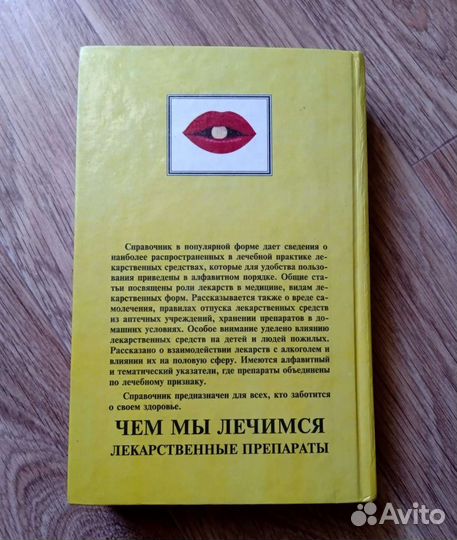 Справочник в популярной форме дает сведения о
наиболее распространенных в лечебной практике ле-
карственных средствах, которые для удобства пользо-
вания приведены в алфавитном порядке. Общие ста-
тьи посвящены роли лекарств в медицине, видам ле-
карственных форм. Рассказывается также о вреде са-
молечения, правилах отпуска лекарственных средств
из аптечных учреждений, хранении препаратов в до-
машних условиях. Особое внимание уделено влиянию
лекарственных средств на детей и людей пожилых.
Рассказано о взаимодействии лекарств с алкоголем и
влиянии их на половую сферу. Имеются алфавитный
и тематический указатели, где препараты объединены
по лечебному признаку.
Справочник предназначен для всех, кто заботится
о своем здоровье.
ЧЕМ МЫ ЛЕЧИМСЯ
ЛЕКАРСТВЕННЫЕ ПРЕПАРАТЫ
Avito